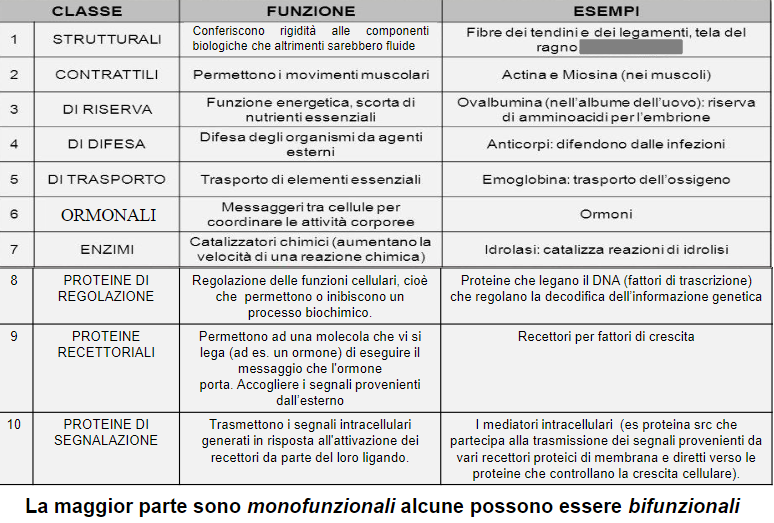 CLASSE FUNZIONE ESEMPI
1 STRUTTURALI Conferiscono rigidità alle componenti biologiche che altrimenti sarebbero fluide Fibre dei tendini e dei legamenti, tela del ragno
2 CONTRATTILI Permettono i movimenti muscolari Actina e Miosina (nei muscoli)
3 DI RISERVA Funzione energetica, scorta di nutrienti essenziali Ovalbumina (nell'albume dell'uovo): riserva di amminoacidi per l'embrione
4 DI DIFESA Difesa degli organismi da agenti esterni Anticorpi: difendono dalle infezioni
5 DI TRASPORTO Trasporto di elementi essenziali Emoglobina: trasporto dell'ossigeno
6 ORMONALI Messaggeri tra cellule per coordinare le attività corporee Ormoni
7 ENZIMI Catalizzatori chimici (aumentano la velocità di una reazione chimica) Idrolasi: catalizza reazioni di idrolisi
8 PROTEINE DI REGOLAZIONE Regolazione delle funzioni cellulari, cioè che permettono o inibiscono un processo biochimico. Proteine che legano il DNA (fattori di trascrizione) che regolano la decodifica dell'informazione genetica
9 PROTEINE RECETTORIALI Permettono ad una molecola che vi si lega (ad es. un ormone) di eseguire il messaggio che l'ormone porta. Accogliere i segnali provenienti dall'esterno Recettori per fattori di crescita
10 PROTEINE DI SEGNALAZIONE Trasmettono i segnali intracellulari generati in risposta all'attivazione dei recettori da parte del loro ligando. I mediatori intracellulari (es proteina src che partecipa alla trasmissione dei segnali provenienti da vari recettori proteici di membrana e diretti verso le proteine che controllano la crescita cellulare).
La maggior parte sono monofunzionali alcune possono essere bifunzionali